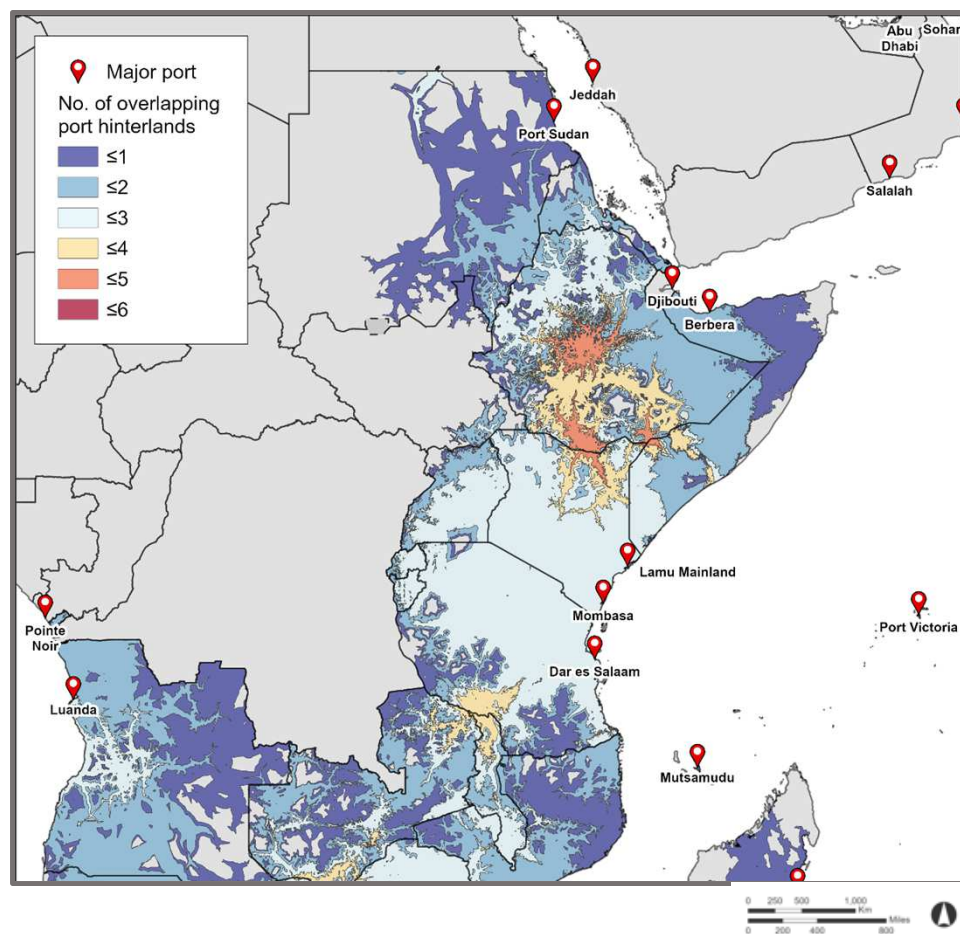 Major port
No. of overlapping
port hinterlands
≤1
≤2
≤3
≤4
≤5
≤6
Abu
Dhabi
Sohar
Jeddah
Port Sudan
Salalah
Djibouti
Berbera
Lamu Mainland
Mombasa
Port Victoria
Pointe
Noir
Dar es Salaam
Luanda
Mutsamudu
0 250 500 1,000
Km
Miles
0 200 400 800